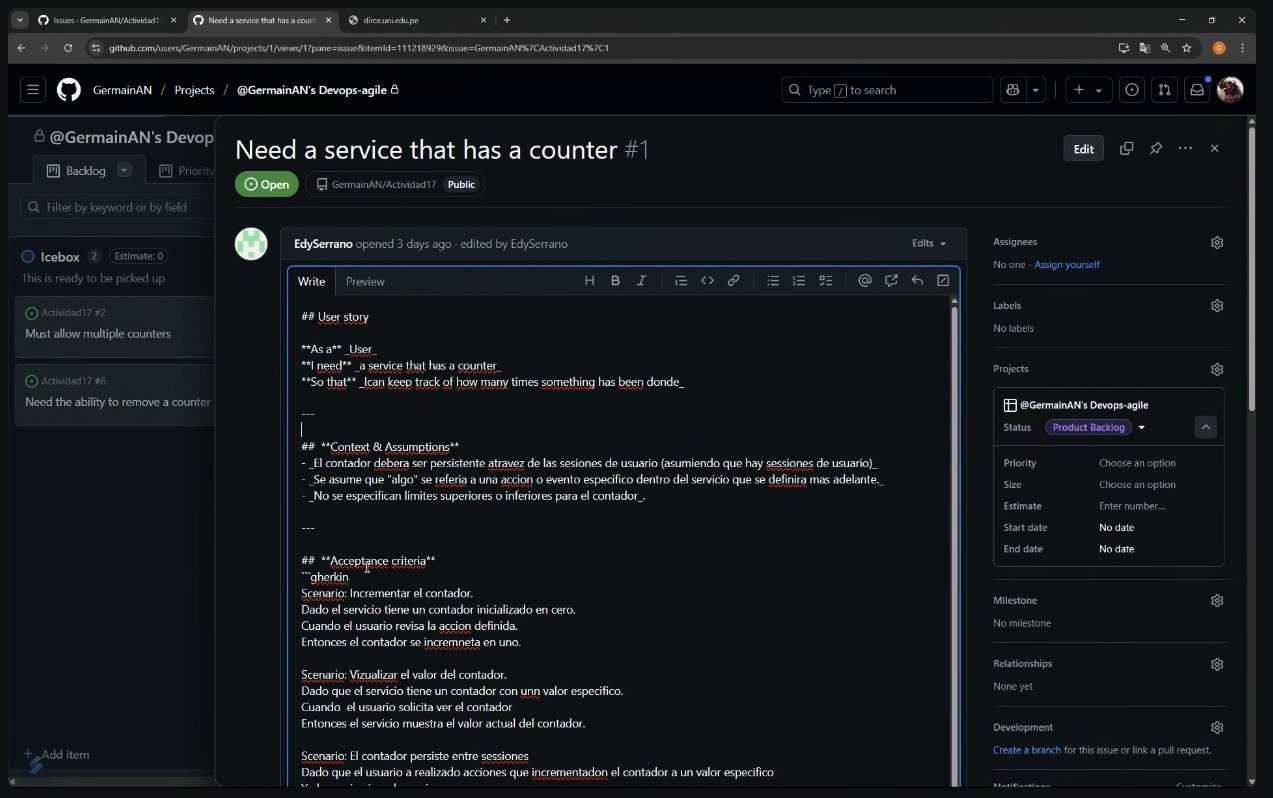 Issues · GermainAN/Actividad1
Need a service that has a count
dirce.uni.edu.pe
github.com/users/GermainAN/projects/1/views/1?pane=issue&itemId=111218929&issue=GermainAN%7CActividad17%7C1
G
GermainAN / Projects / @GermainAN's Devops-agile
Type / to search
@GermainAN's Devop
Backlog
Priority
Filter by keyword or by field
Icebox 2 Estimate: 0
This is ready to be picked up
Actividad17 #2
Must allow multiple counters
Actividad17 #6
Need the ability to remove a counter
+ Add item
Need a service that has a counter #1
Edit
Open
GermainAN/Actividad17 Public
EdySerrano opened 3 days ago · edited by EdySerrano
Edits
Write Preview
## User story
**As a** _User_
**I need** _a service that has a counter_
**So that** _Ican keep track of how many times something has been donde_
---
## **Context & Assumptions**
- _El contador debera ser persistente atravez de las sesiones de usuario (asumiendo que hay sessiones de usuario)_
- _Se asume que "algo" se referia a una accion o evento especifico dentro del servicio que se definira mas adelante._
- _No se especifican limites superiores o inferiores para el contador_.
---
## **Acceptance criteria**
```gherkin
Scenario: Incrementar el contador.
Dado el servicio tiene un contador inicializado en cero.
Cuando el usuario revisa la accion definida.
Entonces el contador se incremneta en uno.
Scenario: Vizualizar el valor del contador.
Dado que el servicio tiene un contador con unn valor especifico.
Cuando  el usuario solicita ver el contador
Entonces el servicio muestra el valor actual del contador.
Scenario: El contador persiste entre sessiones
Dado que el usuario a realizado acciones que incrementadon el contador a un valor especifico
Assignees
No one - Assign yourself
Labels
No labels
Projects
@GermainAN's Devops-agile
Status Product Backlog
Priority Choose an option
Size Choose an option
Estimate Enter number...
Start date No date
End date No date
Milestone
No milestone
Relationships
None yet
Development
Create a branch for this issue or link a pull request.
Notifications Customize